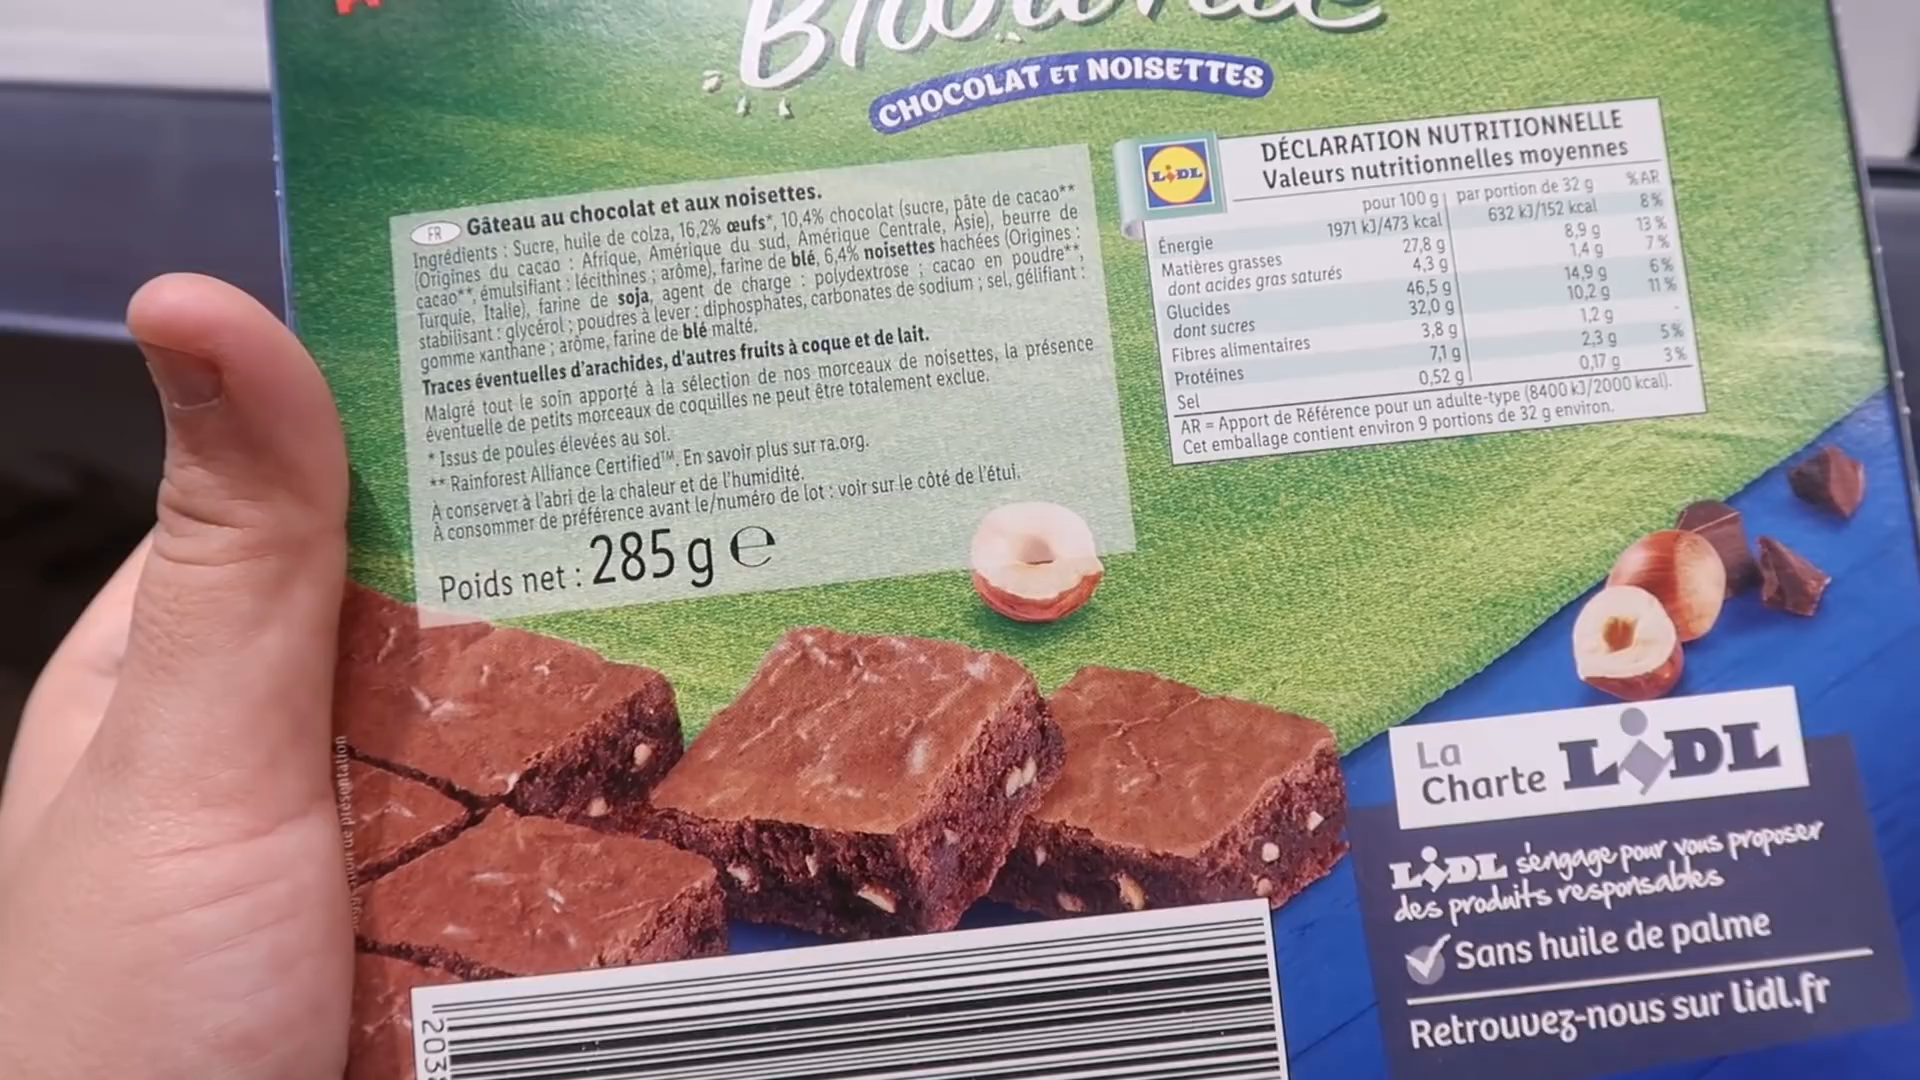 CHOCOLAT ET NOISETTES
FR Gâteau au chocolat et aux noisettes.
Ingrédients : Sucre, huile de colza, 16,2% œufs*, 10,4% chocolat (sucre, pâte de cacao**
(Origines du cacao : Afrique, Amérique du sud, Amérique Centrale, Asie), beurre de
cacao**, émulsifiant : lécithines ; arôme), farine de blé, 6,4% noisettes hachées (Origines :
Turquie, Italie), farine de soja, agent de charge : polydextrose ; cacao en poudre**,
stabilisant : glycérol ; poudres à lever : diphosphates, carbonates de sodium ; sel, gélifiant :
gomme xanthane ; arôme, farine de blé malté.
Traces éventuelles d'arachides, d'autres fruits à coque et de lait.
Malgré tout le soin apporté à la sélection de nos morceaux de noisettes, la présence
éventuelle de petits morceaux de coquilles ne peut être totalement exclue.
* Issus de poules élevées au sol.
** Rainforest Alliance Certified™. En savoir plus sur ra.org.
À conserver à l'abri de la chaleur et de l'humidité.
À consommer de préférence avant le/numéro de lot : voir sur le côté de l'étui.
Poids net : 285 g e
LIDL
DÉCLARATION NUTRITIONNELLE
Valeurs nutritionnelles moyennes
pour 100 g par portion de 32 g %AR
Énergie 1971 kJ/473 kcal 632 kJ/152 kcal 8%
Matières grasses 27,8 g 8,9 g 13 %
dont acides gras saturés 4,3 g 1,4 g 7 %
Glucides 46,5 g 14,9 g 6%
dont sucres 32,0 g 10,2 g 11 %
Fibres alimentaires 3,8 g 1,2 g -
Protéines 7,1 g 2,3 g 5%
Sel 0,52 g 0,17 g 3%
AR = Apport de Référence pour un adulte-type (8400 kJ/2000 kcal).
Cet emballage contient environ 9 portions de 32 g environ.
La
Charte LIDL
LIDL s'engage pour vous proposer
des produits responsables
Sans huile de palme
Retrouvez-nous sur lidl.fr
de présentation
203